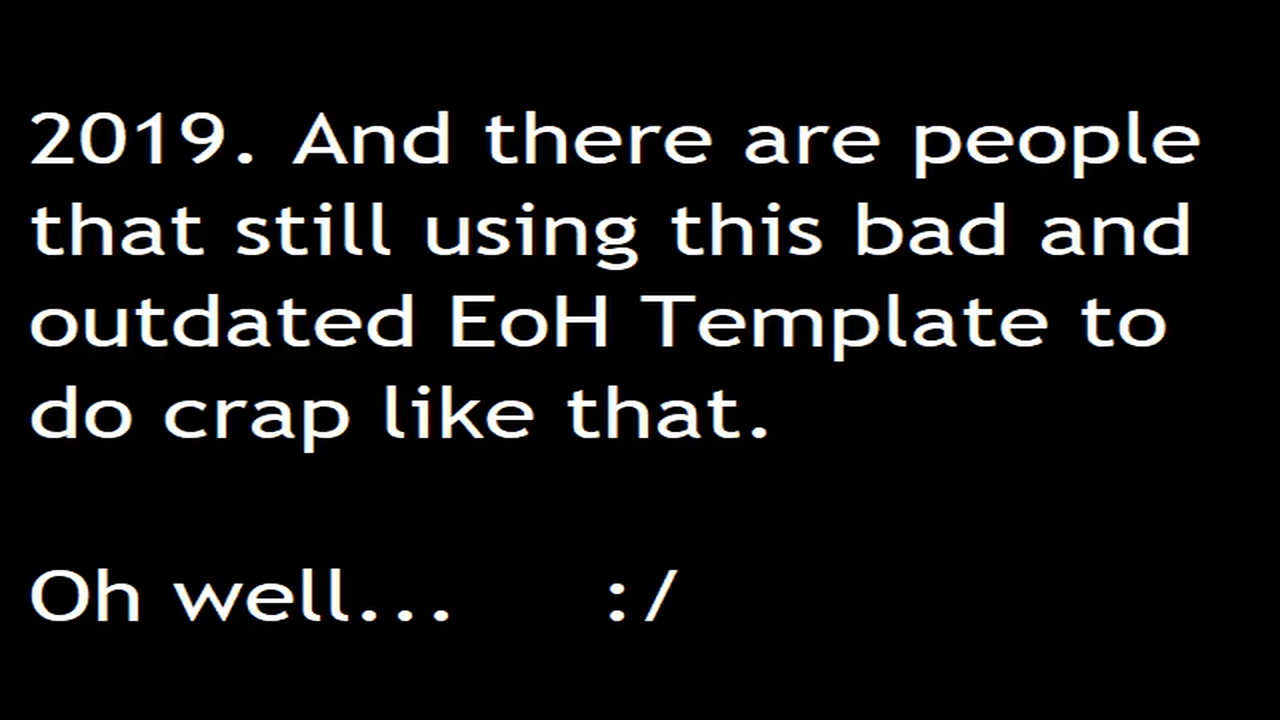 2019. And there are people
that still using this bad and
outdated EoH Template to
do crap like that.
Oh well... :/